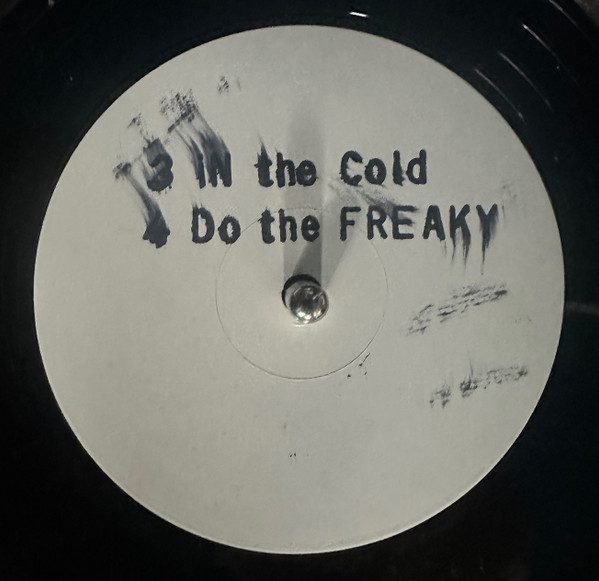 3 iN the Cold
4 Do the FREAKY